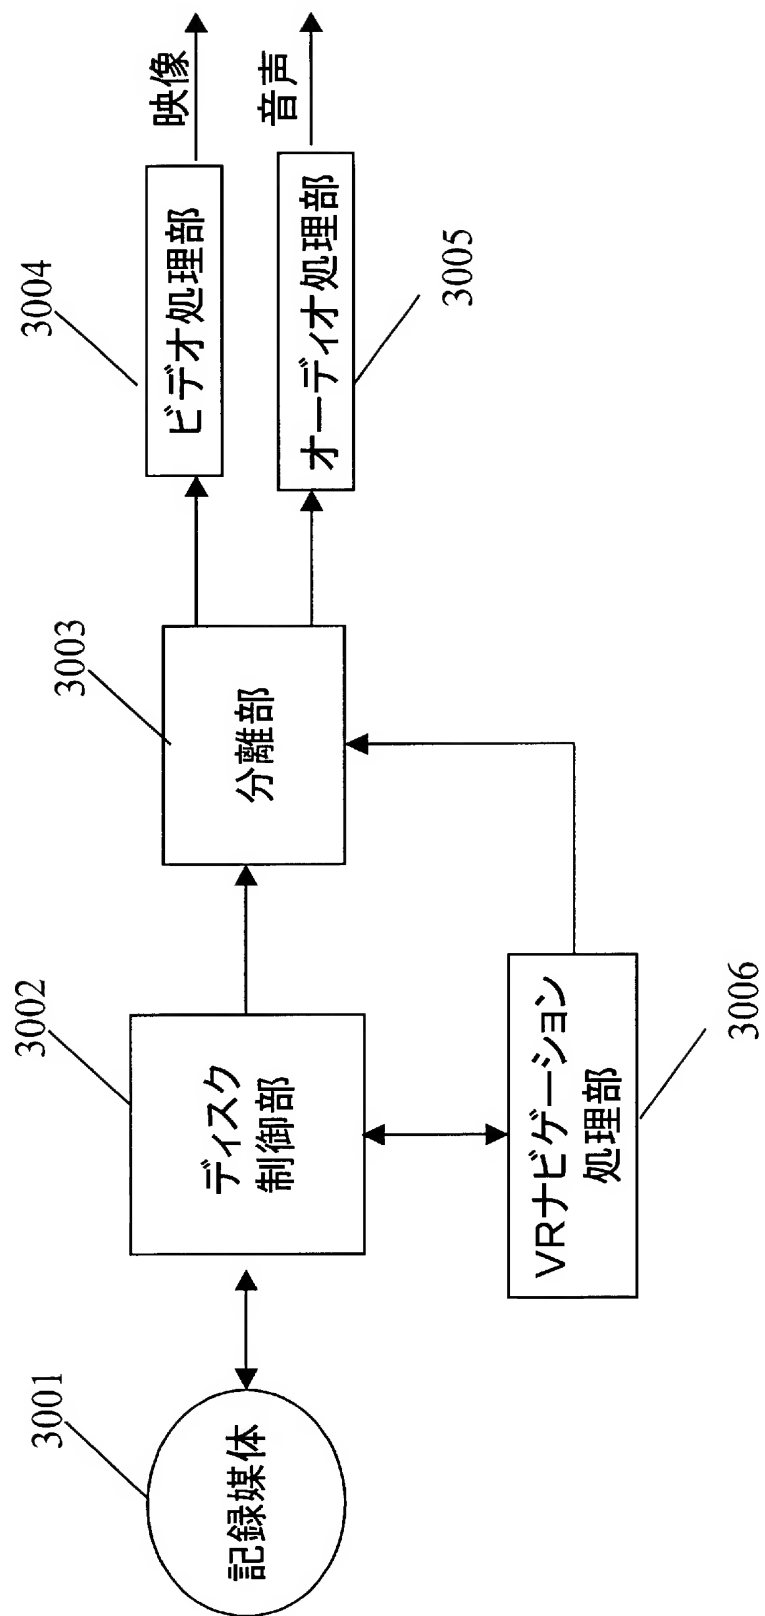 3001
記録媒体
3002
ディスク
制御部
3003
分離部
3004
ビデオ処理部
映像
オーディオ処理部
音声
3005
VRナビゲーション
処理部
3006